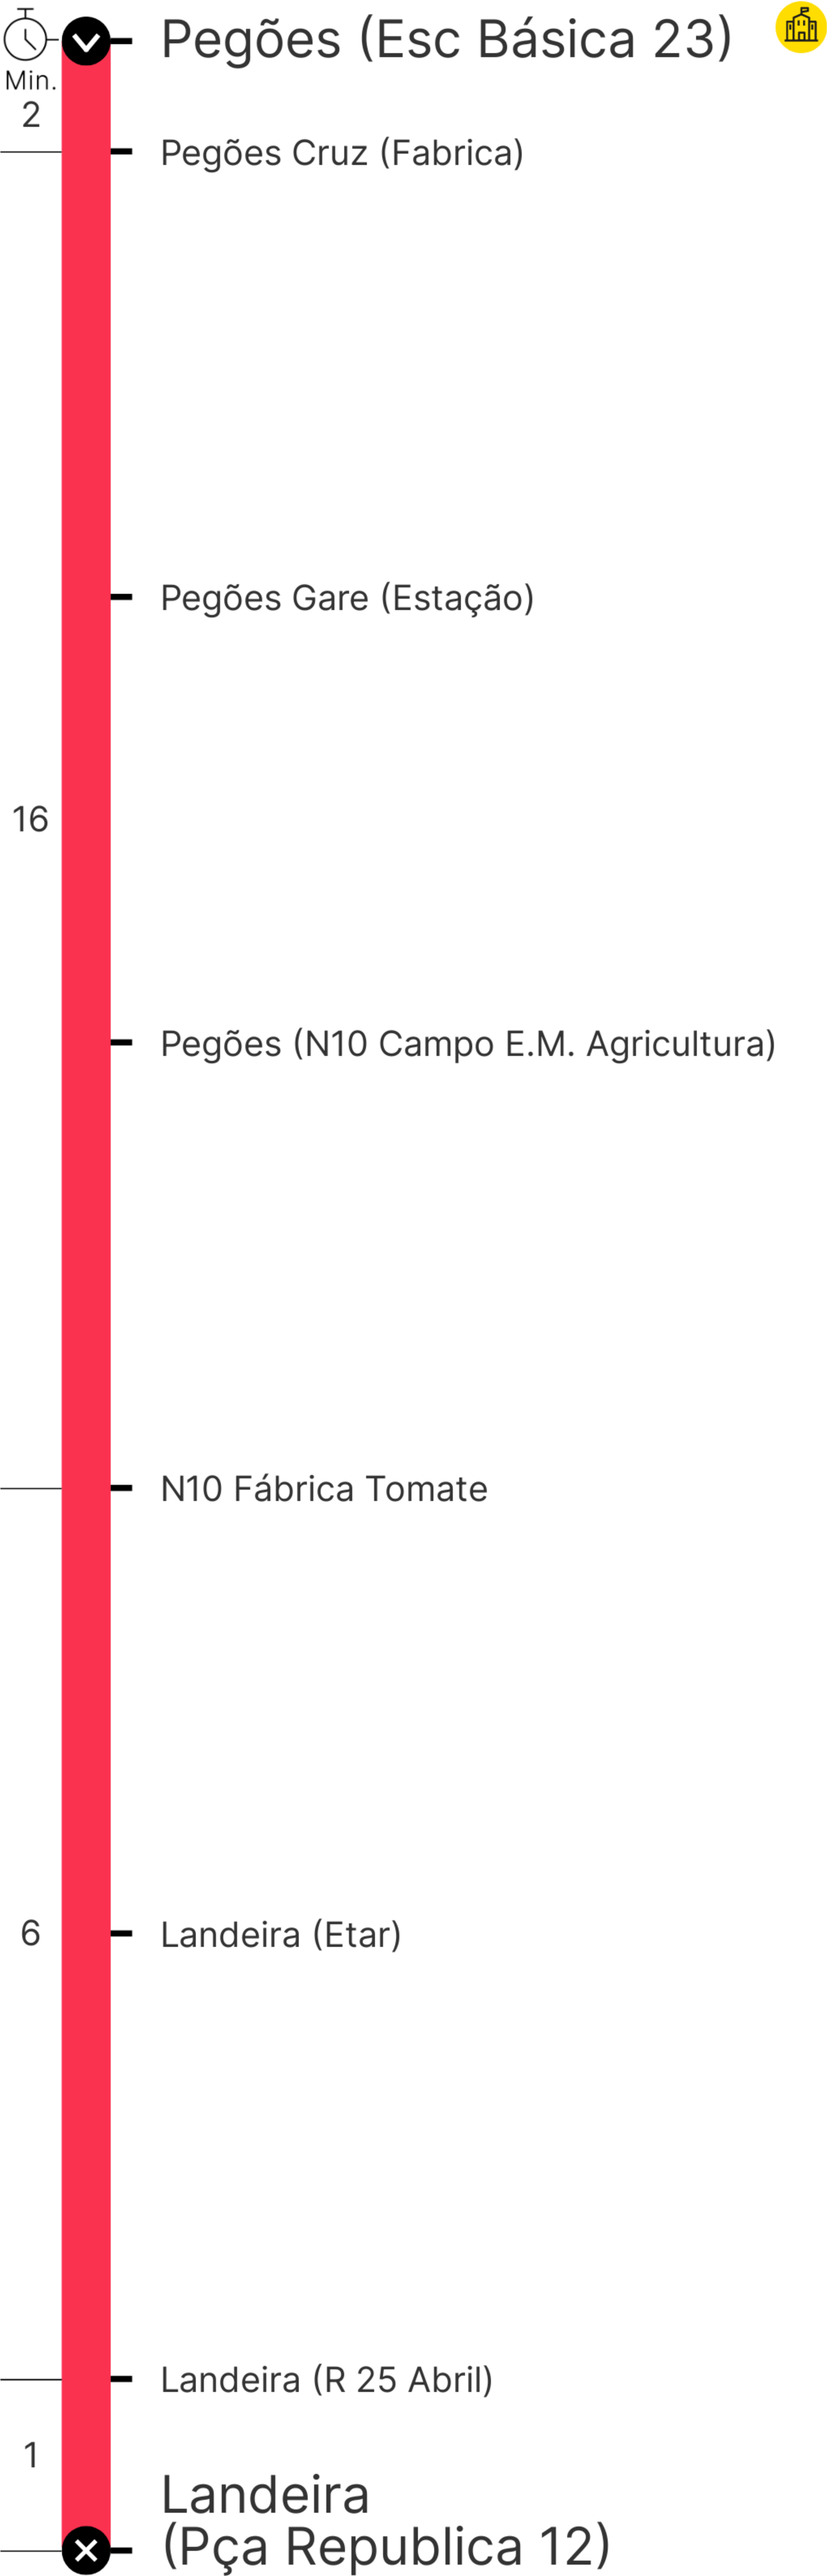 Pegões (Esc Básica 23)
Min.
2
Pegões Cruz (Fabrica)
Pegões Gare (Estação)
16
Pegões (N10 Campo E.M. Agricultura)
N10 Fábrica Tomate
6
Landeira (Etar)
Landeira (R 25 Abril)
1
Landeira
(Pça Republica 12)